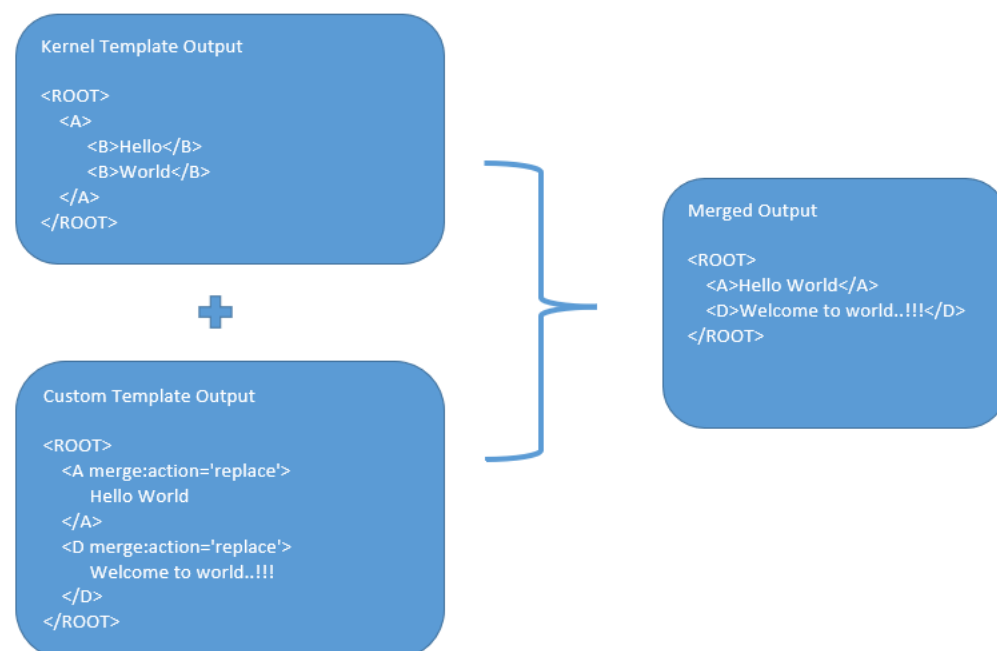 Kernel Template Output
<ROOT>
<A>
<B>Hello</B>
<B>World</B>
</A>
</ROOT>
Custom Template Output
<ROOT>
<A merge:action='replace'>
Hello World
</A>
<D merge:action='replace'>
Welcome to world..!!!
</D>
</ROOT>
Merged Output
<ROOT>
<A>Hello World</A>
<D>Welcome to world..!!!</D>
</ROOT>